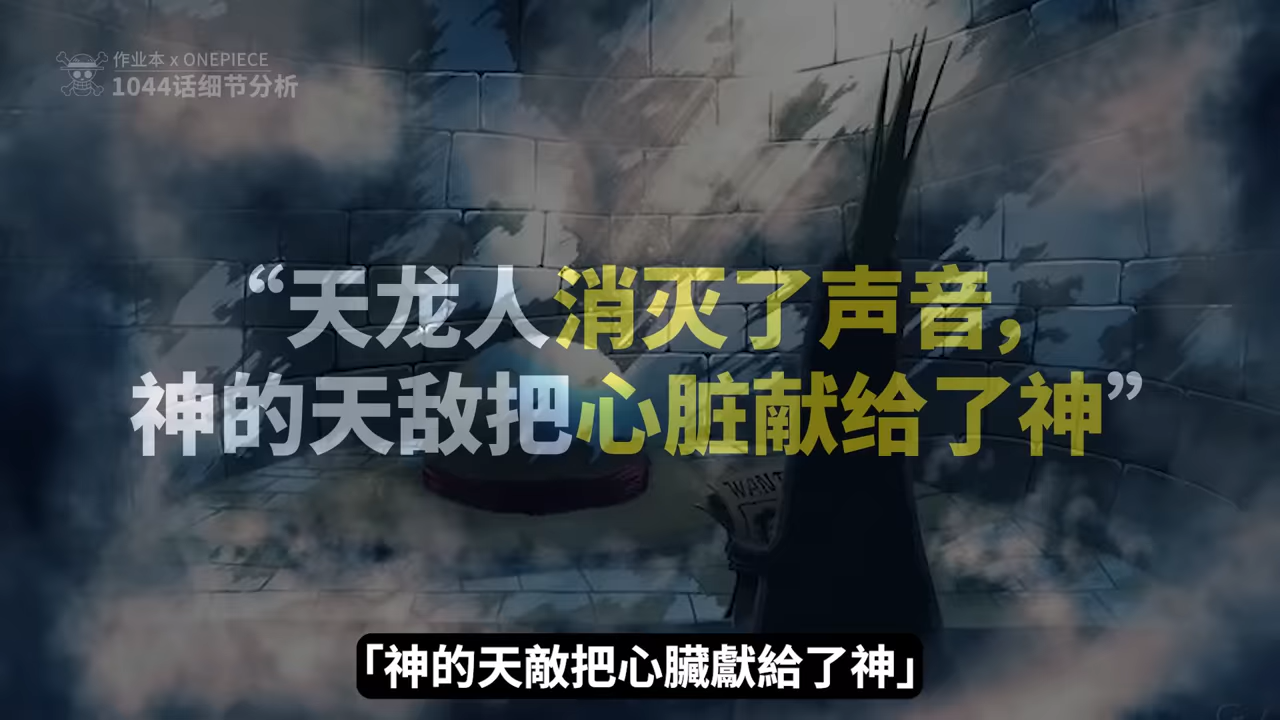 作业本 x ONEPIECE
1044话细节分析
“天龙人消灭了声音，
神的天敌把心脏献给了神”
WANT
「神的天敵把心臟獻給了神」